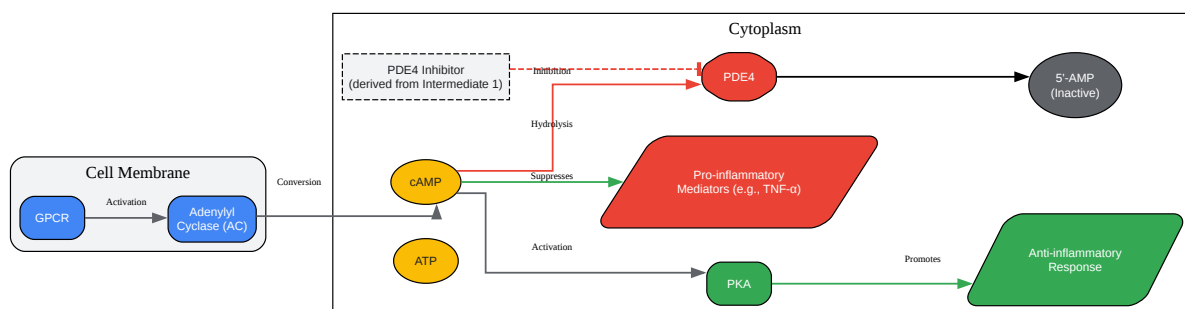 Cytoplasm
PDE4 Inhibitor
(derived from Intermediate 1)
Inhibition
PDE4
5'-AMP
(Inactive)
Hydrolysis
Cell Membrane
GPCR
Activation
Adenylyl
Cyclase (AC)
Conversion
cAMP
Suppresses
Pro-inflammatory
Mediators (e.g., TNF-α)
ATP
Activation
PKA
Promotes
Anti-inflammatory
Response